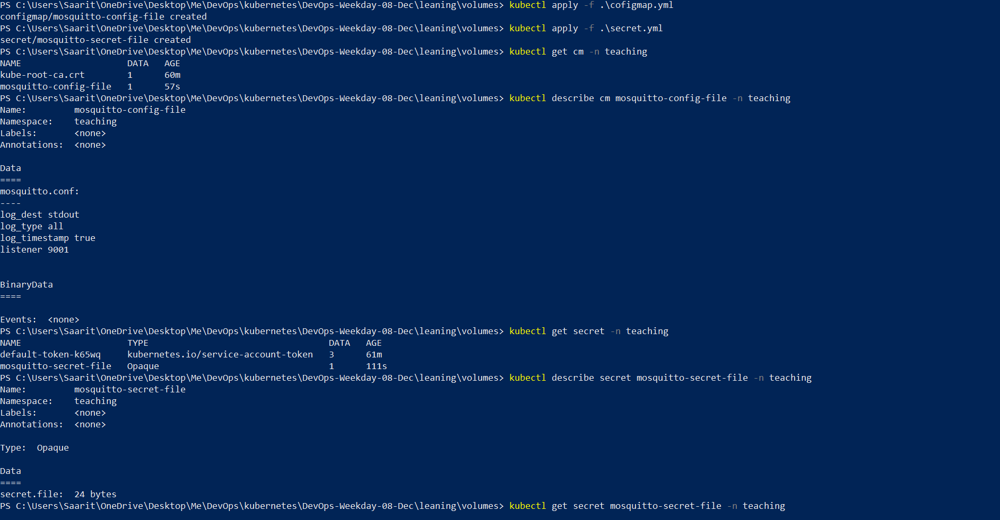 PS C:\Users\Saarit\OneDrive\Desktop\Me\DevOps\kubernetes\DevOps-Weekday-08-Dec\leaning\volumes> kubectl apply -f .\cofigmap.yml
configmap/mosquitto-config-file created
PS C:\Users\Saarit\OneDrive\Desktop\Me\DevOps\kubernetes\DevOps-Weekday-08-Dec\leaning\volumes> kubectl apply -f .\secret.yml
secret/mosquitto-secret-file created
PS C:\Users\Saarit\OneDrive\Desktop\Me\DevOps\kubernetes\DevOps-Weekday-08-Dec\leaning\volumes> kubectl get cm -n teaching
NAME                    DATA   AGE
kube-root-ca.crt        1      60m
mosquitto-config-file   1      57s
PS C:\Users\Saarit\OneDrive\Desktop\Me\DevOps\kubernetes\DevOps-Weekday-08-Dec\leaning\volumes> kubectl describe cm mosquitto-config-file -n teaching
Name:         mosquitto-config-file
Namespace:    teaching
Labels:       <none>
Annotations:  <none>

Data
====
mosquitto.conf:
----
log_dest stdout
log_type all
log_timestamp true
listener 9001


BinaryData
====

Events:  <none>
PS C:\Users\Saarit\OneDrive\Desktop\Me\DevOps\kubernetes\DevOps-Weekday-08-Dec\leaning\volumes> kubectl get secret -n teaching
NAME                    TYPE                                  DATA   AGE
default-token-k65wq     kubernetes.io/service-account-token   3      61m
mosquitto-secret-file   Opaque                                1      111s
PS C:\Users\Saarit\OneDrive\Desktop\Me\DevOps\kubernetes\DevOps-Weekday-08-Dec\leaning\volumes> kubectl describe secret mosquitto-secret-file -n teaching
Name:         mosquitto-secret-file
Namespace:    teaching
Labels:       <none>
Annotations:  <none>

Type:  Opaque

Data
====
secret.file:  24 bytes
PS C:\Users\Saarit\OneDrive\Desktop\Me\DevOps\kubernetes\DevOps-Weekday-08-Dec\leaning\volumes> kubectl get secret mosquitto-secret-file -n teaching